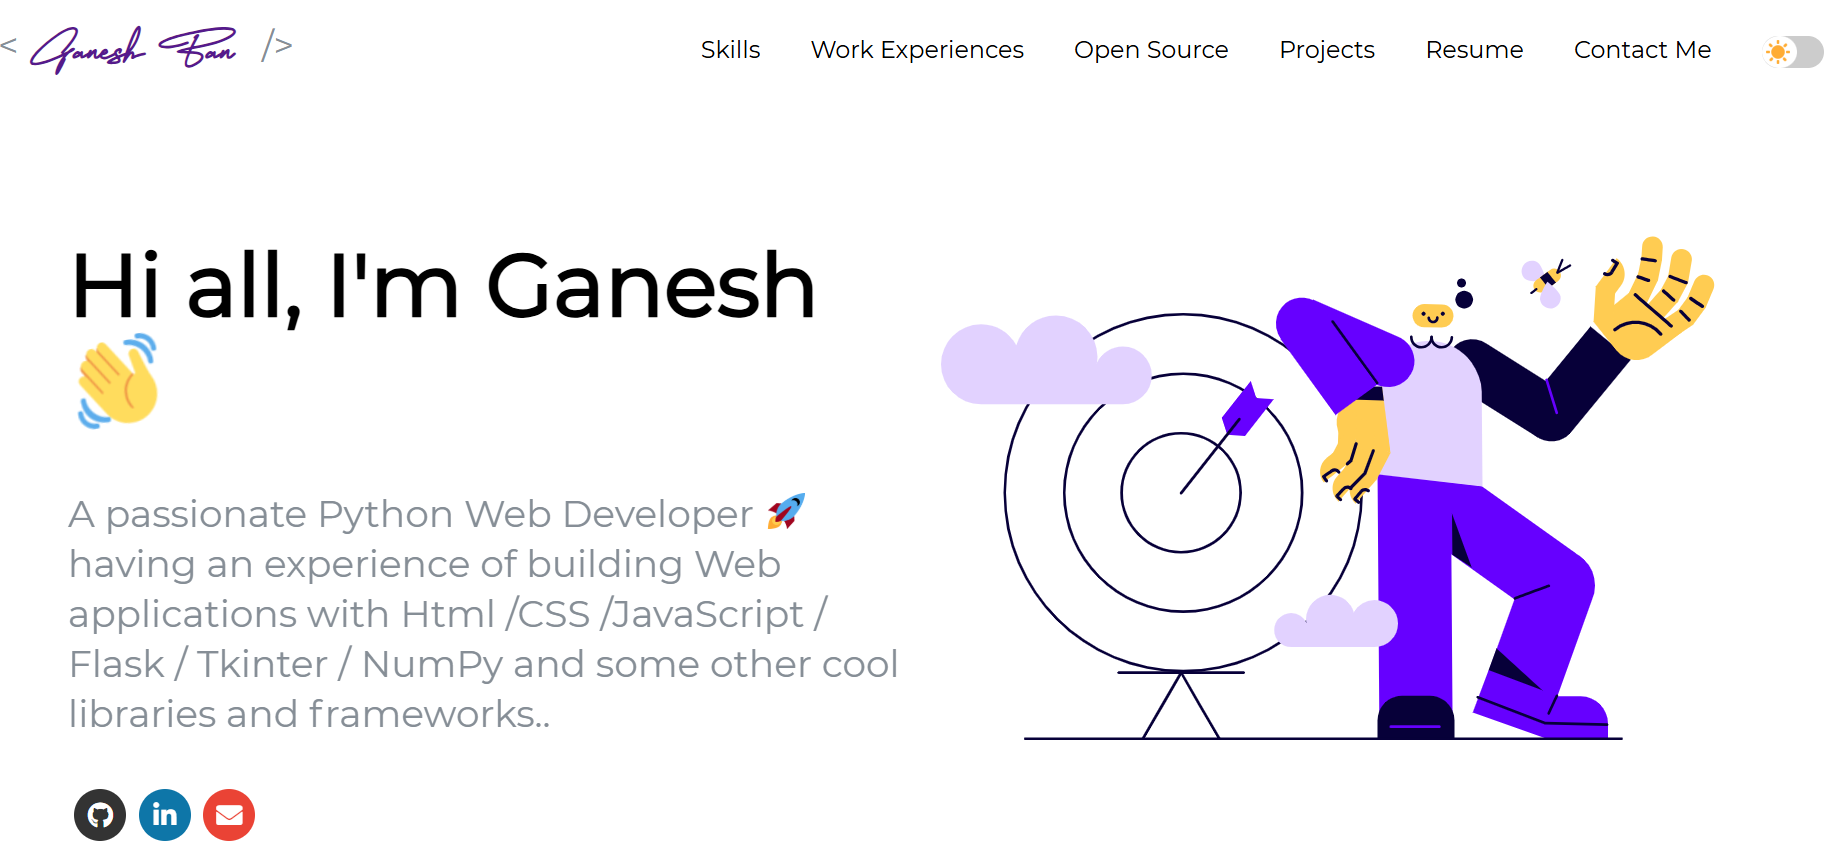 < Ganesh Ban />
Skills Work Experiences Open Source Projects Resume Contact Me
Hi all, I'm Ganesh
👋
A passionate Python Web Developer 🚀
having an experience of building Web
applications with Html /CSS /JavaScript /
Flask / Tkinter / NumPy and some other cool
libraries and frameworks..
in